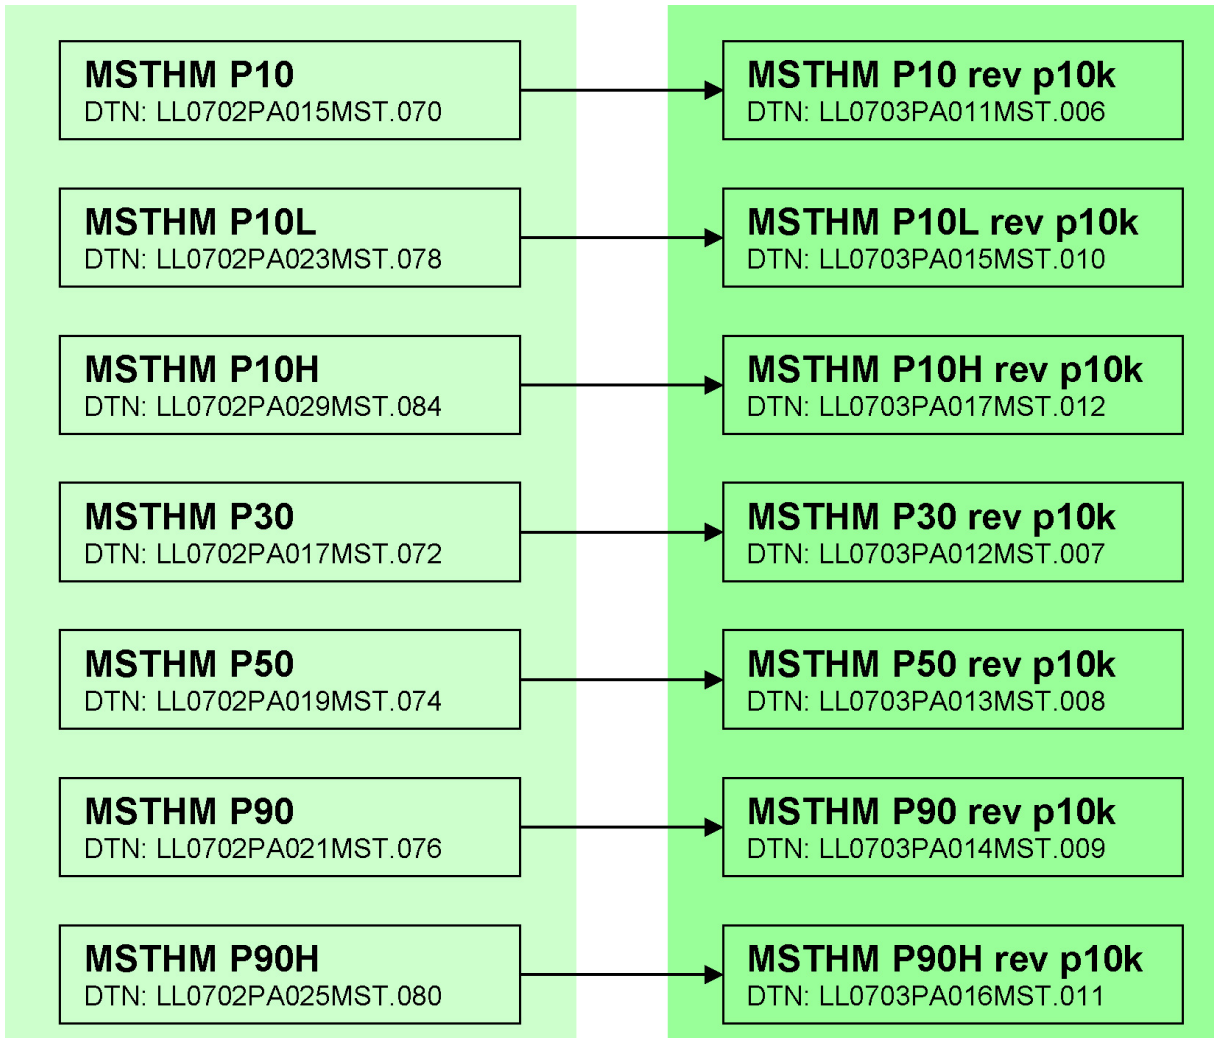 MSTHM P10
DTN: LL0702PA015MST.070
MSTHM P10 rev p10k
DTN: LL0703PA011MST.006
MSTHM P10L
DTN: LL0702PA023MST.078
MSTHM P10L rev p10k
DTN: LL0703PA015MST.010
MSTHM P10H
DTN: LL0702PA029MST.084
MSTHM P10H rev p10k
DTN: LL0703PA017MST.012
MSTHM P30
DTN: LL0702PA017MST.072
MSTHM P30 rev p10k
DTN: LL0703PA012MST.007
MSTHM P50
DTN: LL0702PA019MST.074
MSTHM P50 rev p10k
DTN: LL0703PA013MST.008
MSTHM P90
DTN: LL0702PA021MST.076
MSTHM P90 rev p10k
DTN: LL0703PA014MST.009
MSTHM P90H
DTN: LL0702PA025MST.080
MSTHM P90H rev p10k
DTN: LL0703PA016MST.011